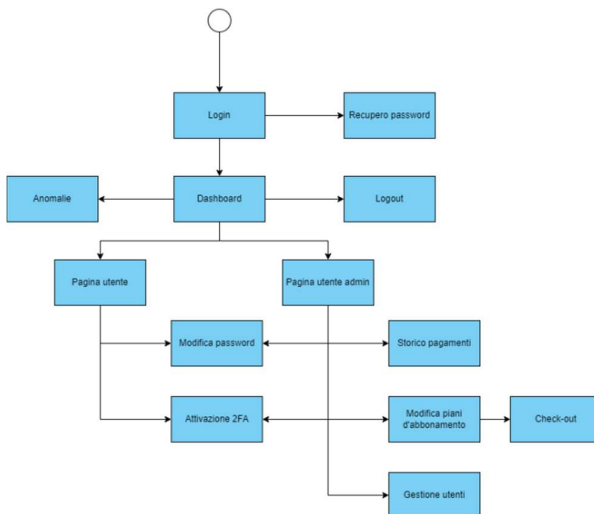 Login
Recupero password
Anomalie
Dashboard
Logout
Pagina utente
Pagina utente admin
Modifica password
Storico pagamenti
Attivazione 2FA
Modifica piani
d'abbonamento
Check-out
Gestione utenti